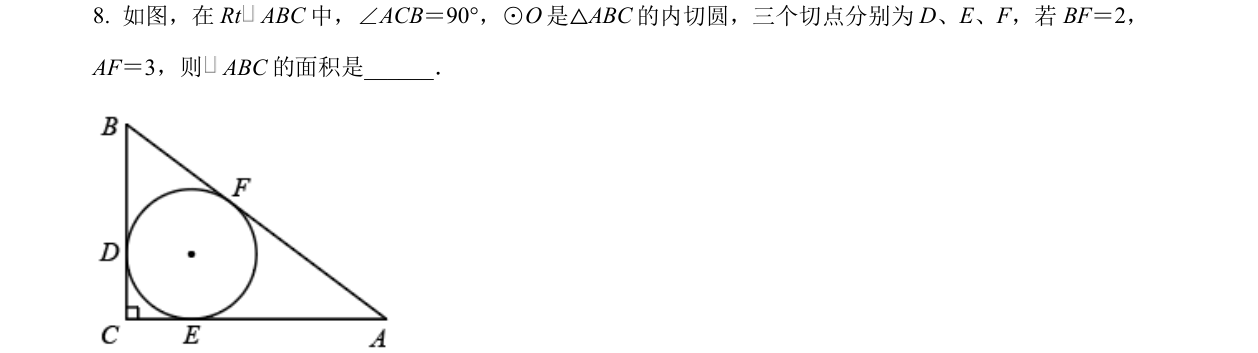 8. 如图，在 Rt□ ABC 中，∠ACB＝90°，⊙O 是△ABC 的内切圆，三个切点分别为 D、E、F，若 BF＝2，
AF＝3，则□ ABC 的面积是______．
B
F
D
C
E
A